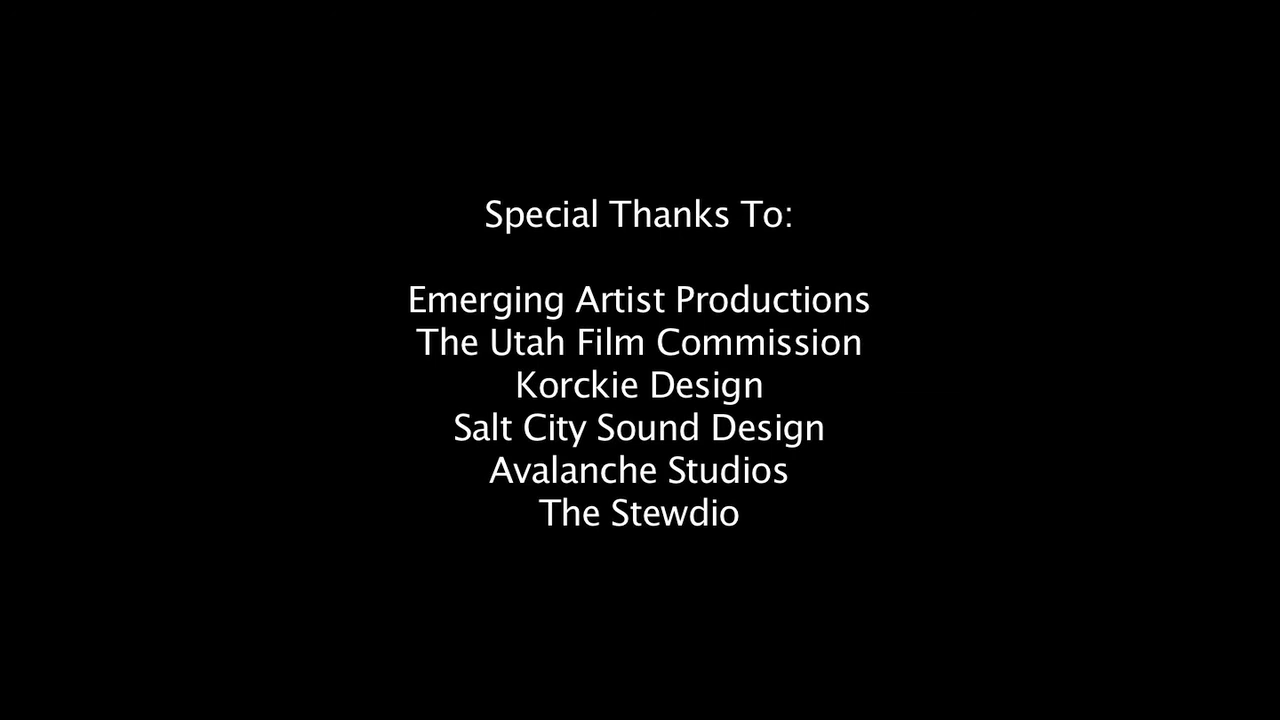 Special Thanks To:
Emerging Artist Productions
The Utah Film Commission
Korckie Design
Salt City Sound Design
Avalanche Studios
The Stewdio